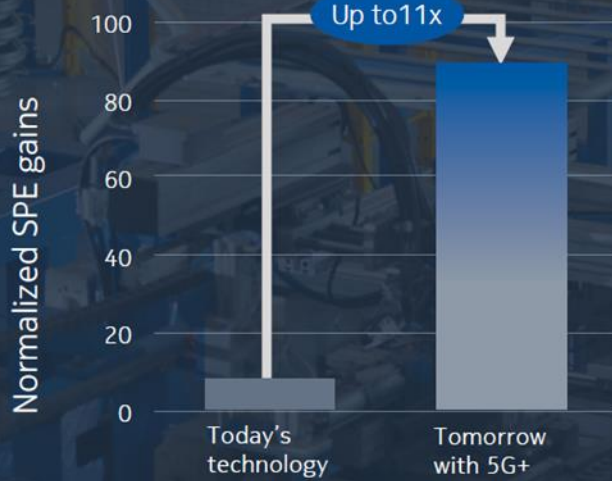 Up to11x
Normalized SPE gains
100
80
60
40
20
0
Today's
technology
Tomorrow
with 5G+